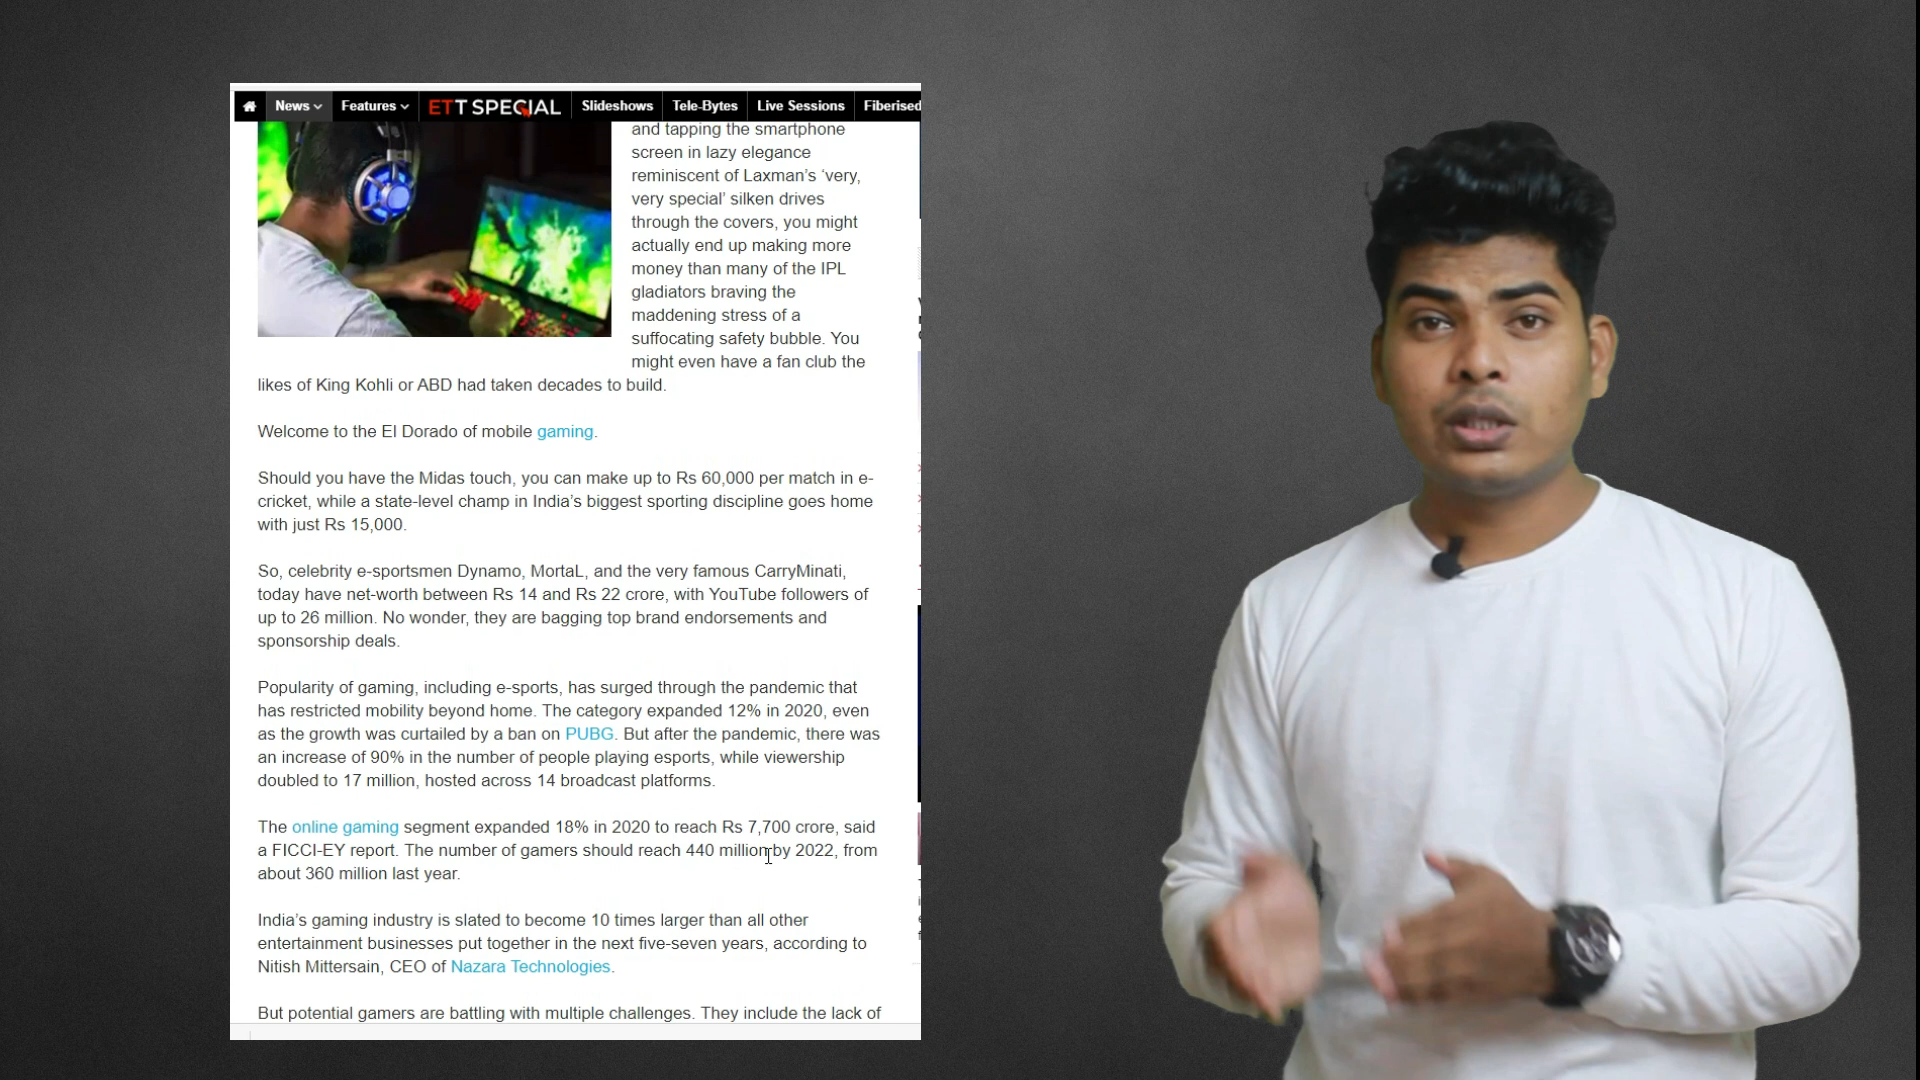 News
Features
ETT SPECIAL
Slideshows
Tele-Bytes
Live Sessions
Fiberised
and tapping the smartphone
screen in lazy elegance
reminiscent of Laxman's ‘very,
very special’ silken drives
through the covers, you might
actually end up making more
money than many of the IPL
gladiators braving the
maddening stress of a
suffocating safety bubble. You
might even have a fan club the
likes of King Kohli or ABD had taken decades to build.
Welcome to the El Dorado of mobile gaming.
Should you have the Midas touch, you can make up to Rs 60,000 per match in e-
cricket, while a state-level champ in India’s biggest sporting discipline goes home
with just Rs 15,000.
So, celebrity e-sportsmen Dynamo, MortaL, and the very famous CarryMinati,
today have net-worth between Rs 14 and Rs 22 crore, with YouTube followers of
up to 26 million. No wonder, they are bagging top brand endorsements and
sponsorship deals.
Popularity of gaming, including e-sports, has surged through the pandemic that
has restricted mobility beyond home. The category expanded 12% in 2020, even
as the growth was curtailed by a ban on PUBG. But after the pandemic, there was
an increase of 90% in the number of people playing esports, while viewership
doubled to 17 million, hosted across 14 broadcast platforms.
The online gaming segment expanded 18% in 2020 to reach Rs 7,700 crore, said
a FICCI-EY report. The number of gamers should reach 440 million by 2022, from
about 360 million last year.
India’s gaming industry is slated to become 10 times larger than all other
entertainment businesses put together in the next five-seven years, according to
Nitish Mittersain, CEO of Nazara Technologies.
But potential gamers are battling with multiple challenges. They include the lack of